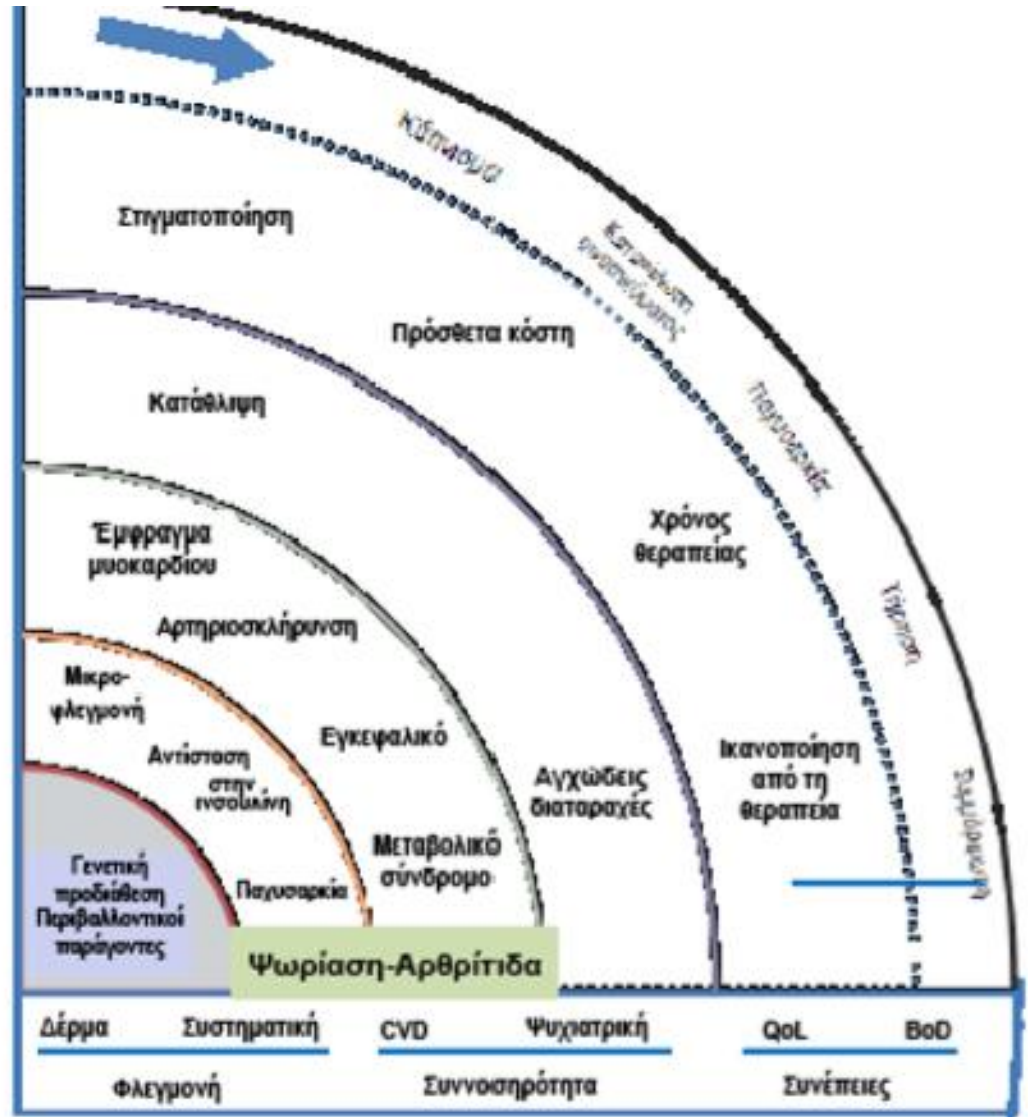 Κάπνισμα
Στιγματοποίηση
Κατανάλωση
οινοπνεύματος
Πρόσθετα κόστη
Κατάθλιψη
Παχυσαρκία
Χρόνος
θεραπείας
Έμφραγμα
μυοκαρδίου
Αρτηριοσκλήρυνση
Μικρο-
φλεγμονή
Εγκεφαλικό
Αντίσταση
στην
ινσουλίνη
Αγχώδεις
διαταραχές
Ικανοποίηση
από τη
θεραπεία
Μεταβολικό
σύνδρομο
Γενετική
προδιάθεση
Περιβαλλοντικοί
παράγοντες
Παχυσαρκία
Ψωρίαση-Αρθρίτιδα
Δέρμα Συστηματική CVD Ψυχιατρική QoL BoD
Φλεγμονή Συννοσηρότητα Συνέπειες